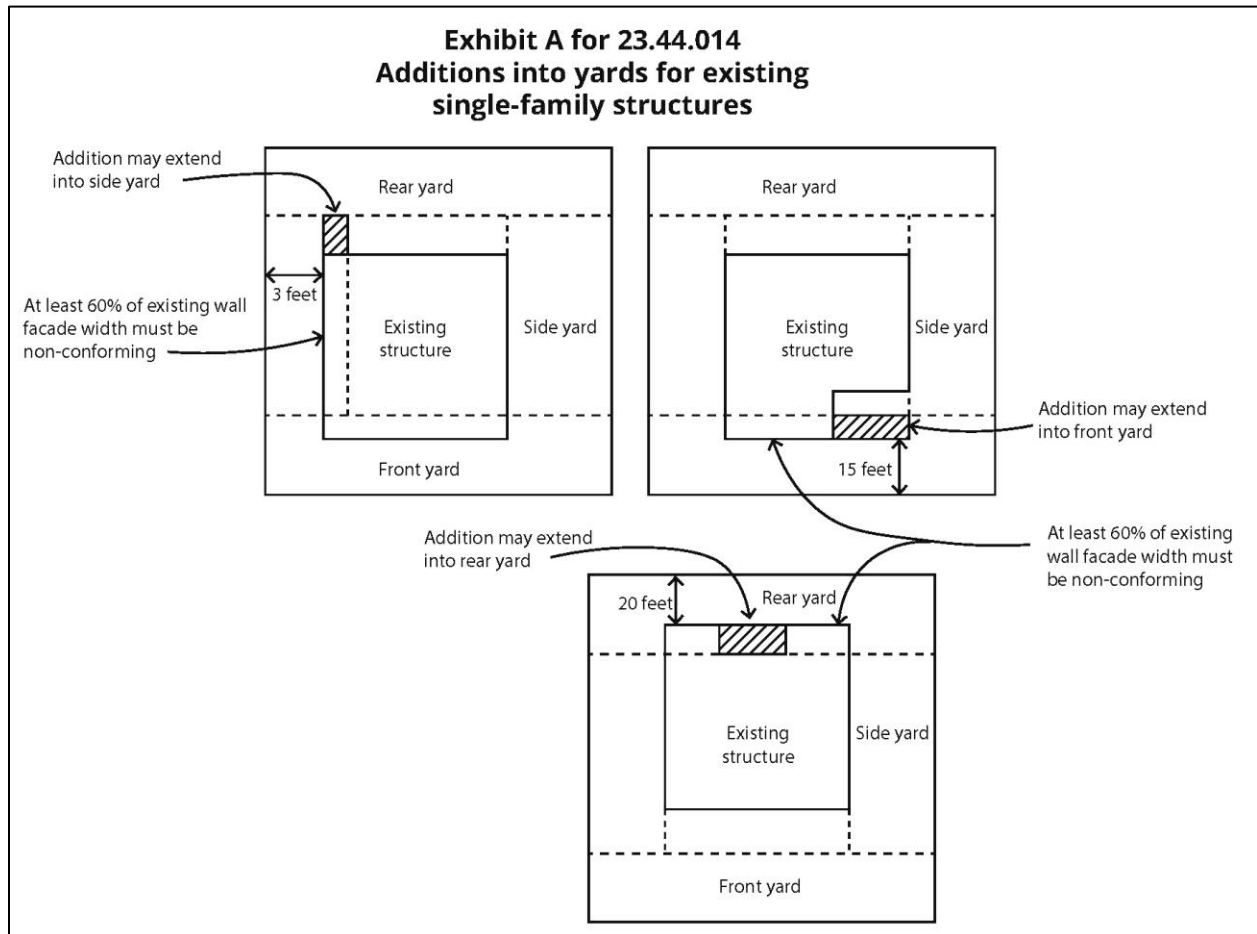 Exhibit A for 23.44.014
Additions into yards for existing
single-family structures
Addition may extend
into side yard
Rear yard
3 feet
At least 60% of existing wall
facade width must be
non-conforming
Existing
structure
Side yard
Front yard
Rear yard
Existing
structure
Side yard
Addition may extend
into front yard
15 feet
At least 60% of existing
wall facade width must
be non-conforming
Addition may extend
into rear yard
20 feet
Rear yard
Existing
structure
Side yard
Front yard